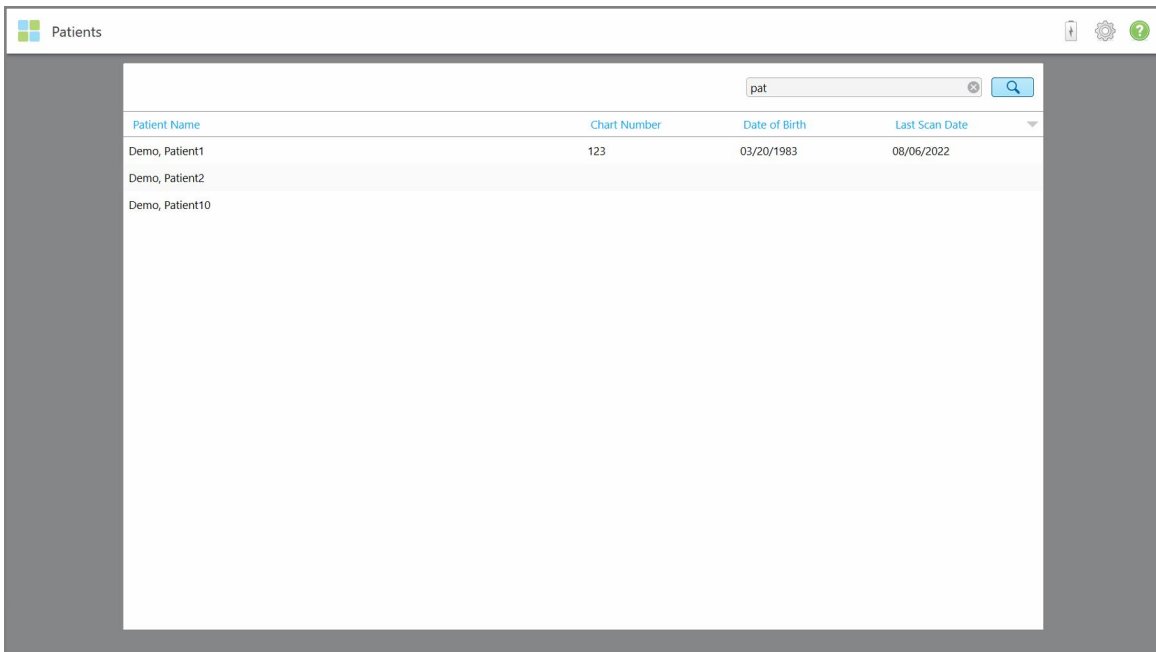 Patients
?
pat
Patient Name Chart Number Date of Birth Last Scan Date
Demo, Patient1 123 03/20/1983 08/06/2022
Demo, Patient2
Demo, Patient10